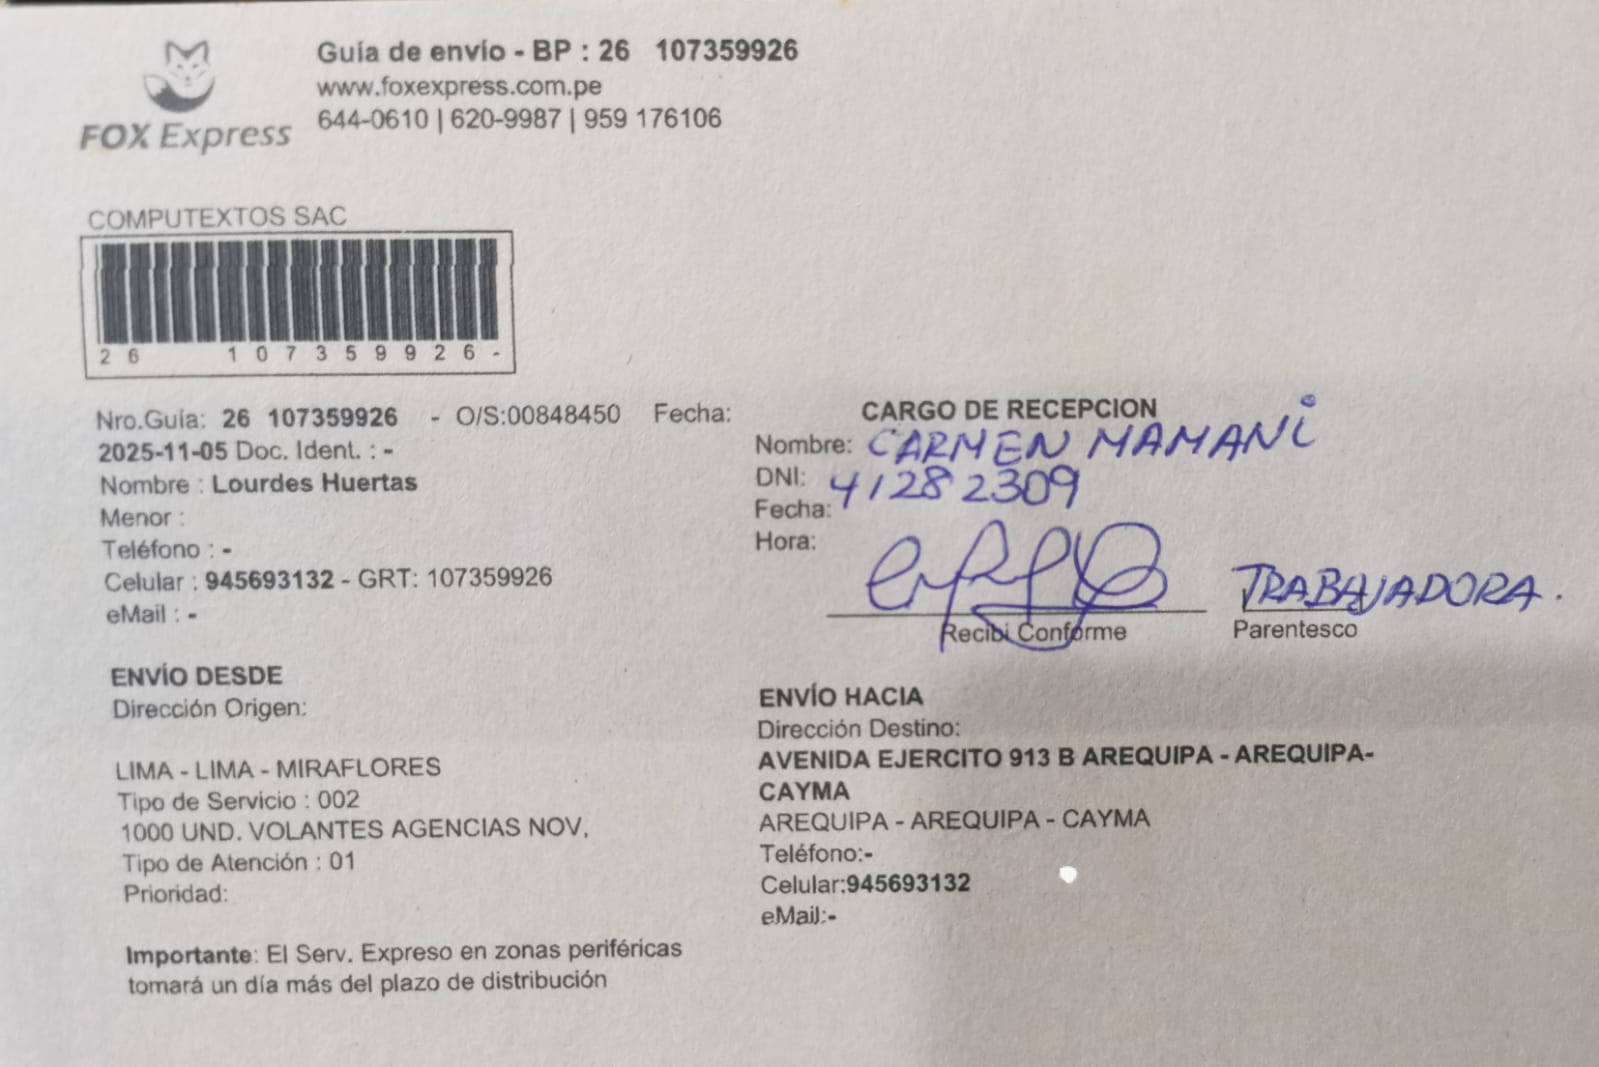 FOX Express
Guía de envío - BP : 26 107359926
www.foxexpress.com.pe
644-0610 | 620-9987 | 959 176106
COMPUTEXTOS SAC
26 107359926-
Nro.Guía: 26 107359926 - O/S:00848450 Fecha:
2025-11-05 Doc. Ident. : -
Nombre : Lourdes Huertas
Menor :
Teléfono : -
Celular : 945693132 - GRT: 107359926
eMail : -
CARGO DE RECEPCION
Nombre: CARMEN MAMANi
DNI: 41282309
Fecha:
Hora:
TRABAJADORA.
Recibi Conforme
Parentesco
ENVÍO DESDE
Dirección Origen:
LIMA - LIMA - MIRAFLORES
Tipo de Servicio : 002
1000 UND. VOLANTES AGENCIAS NOV,
Tipo de Atención : 01
Prioridad:
ENVÍO HACIA
Dirección Destino:
AVENIDA EJERCITO 913 B AREQUIPA - AREQUIPA-
CAYMA
AREQUIPA - AREQUIPA - CAYMA
Teléfono:-
Celular:945693132
eMail:-
Importante: El Serv. Expreso en zonas periféricas
tomará un día más del plazo de distribución